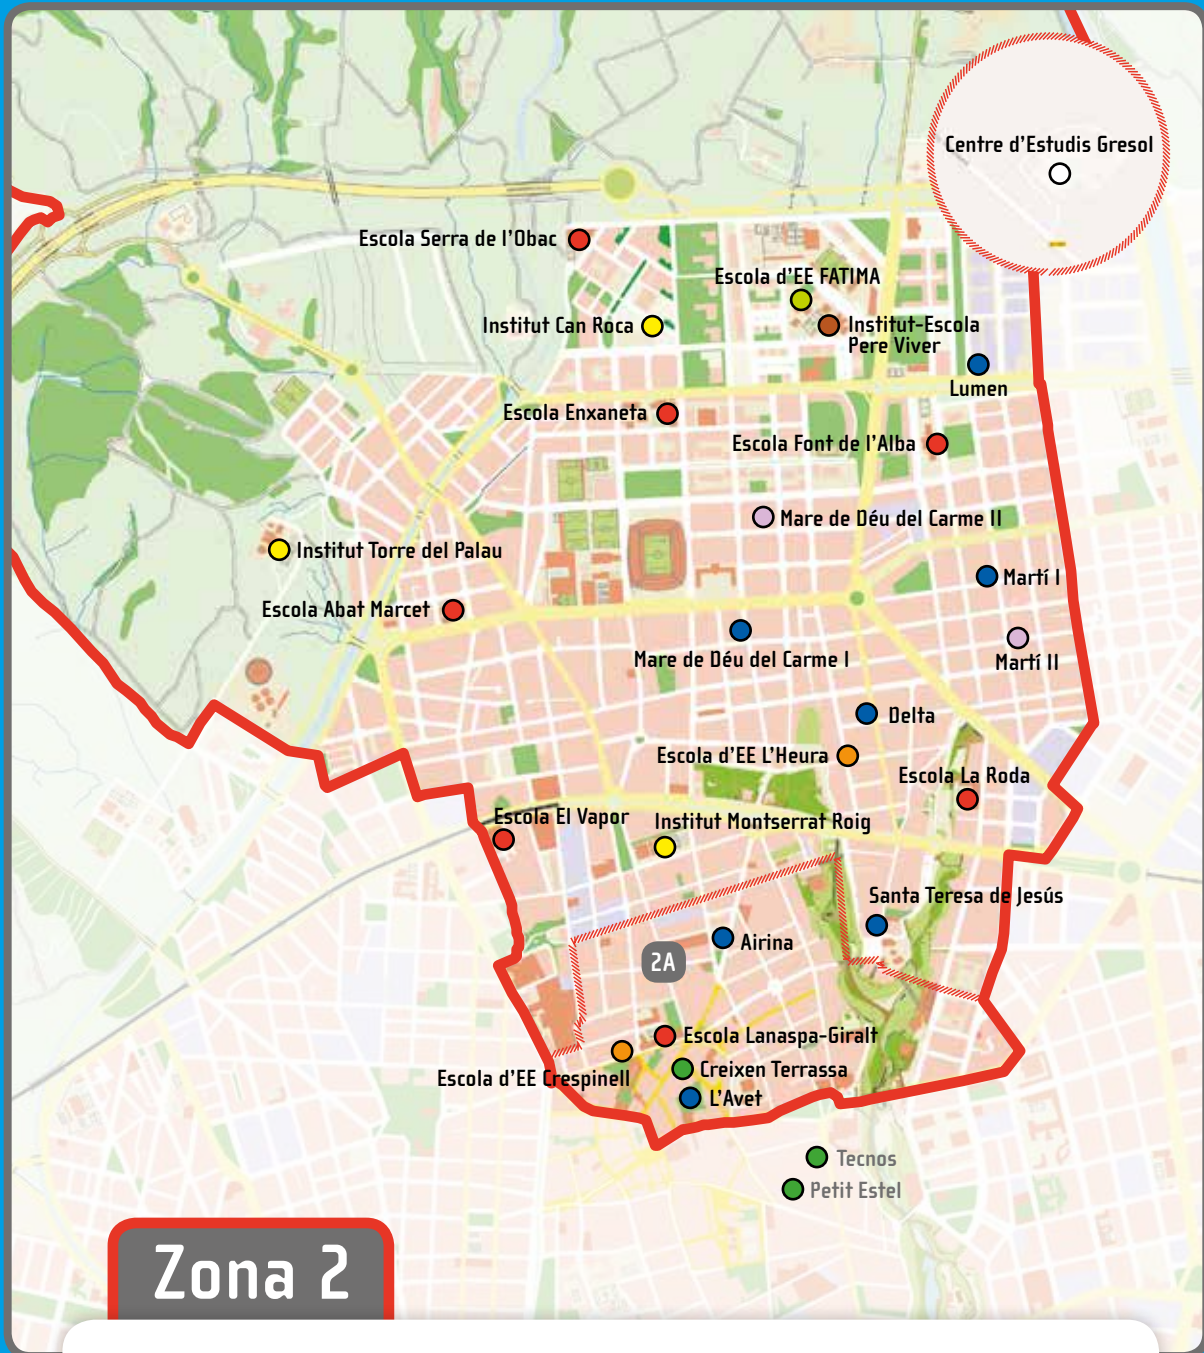 Centre d'Estudis Gresol
Escola Serra de l'Obac
Escola d'EE FATIMA
Institut Can Roca
Institut-Escola
Pere Viver
Lumen
Escola Enxaneta
Escola Font de l'Alba
Mare de Déu del Carme II
Institut Torre del Palau
Martí I
Escola Abat Marcet
Mare de Déu del Carme I
Martí II
Delta
Escola d'EE L'Heura
Escola La Roda
Escola El Vapor
Institut Montserrat Roig
Santa Teresa de Jesús
Airina
2A
Escola Lanaspa-Giralt
Creixen Terrassa
Escola d'EE Crespinell
L'Avet
Tecnos
Petit Estel
Zona 2